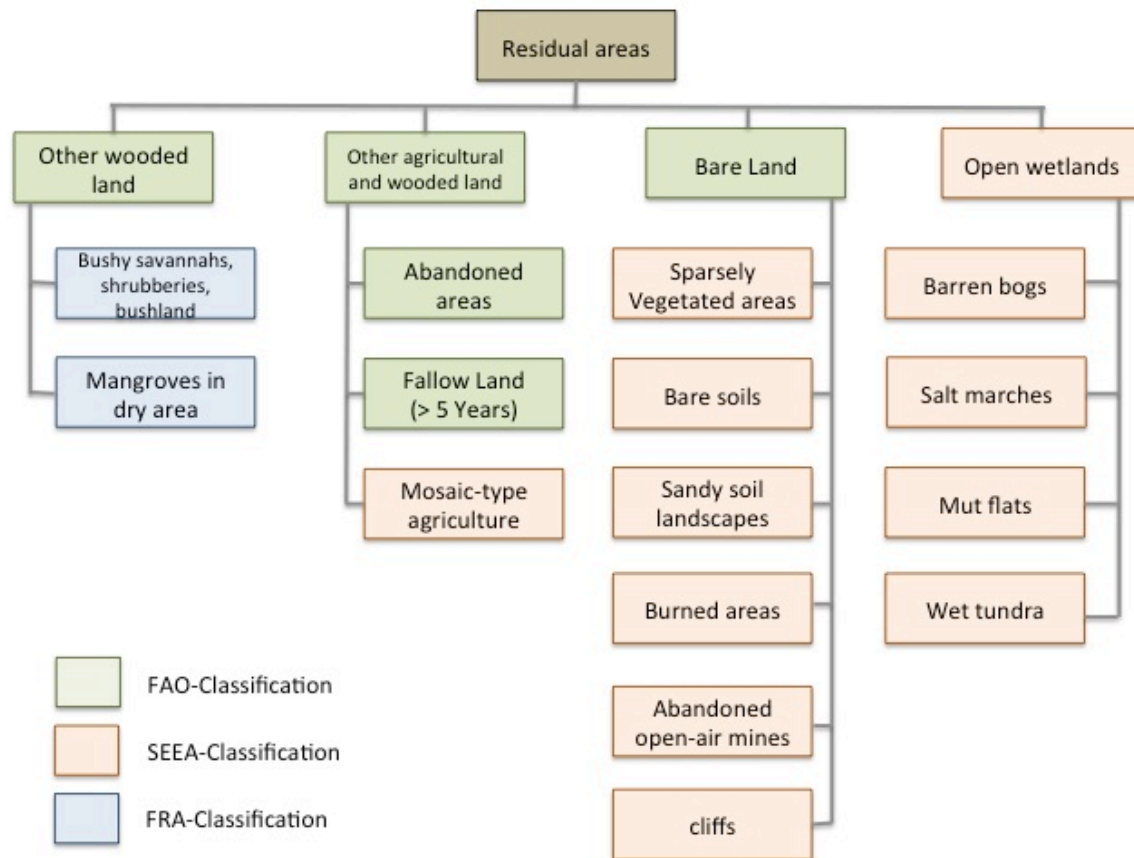 Residual areas
Other wooded
land
Other agricultural
and wooded land
Bare Land
Open wetlands
Bushy savannahs,
shrubberies,
bushland
Abandoned
areas
Sparsely
Vegetated areas
Barren bogs
Mangroves in
dry area
Fallow Land
(> 5 Years)
Bare soils
Salt marches
Mosaic-type
agriculture
Sandy soil
landscapes
Mut flats
Burned areas
Wet tundra
FAO-Classification
Abandoned
open-air mines
SEEA-Classification
FRA-Classification
cliffs